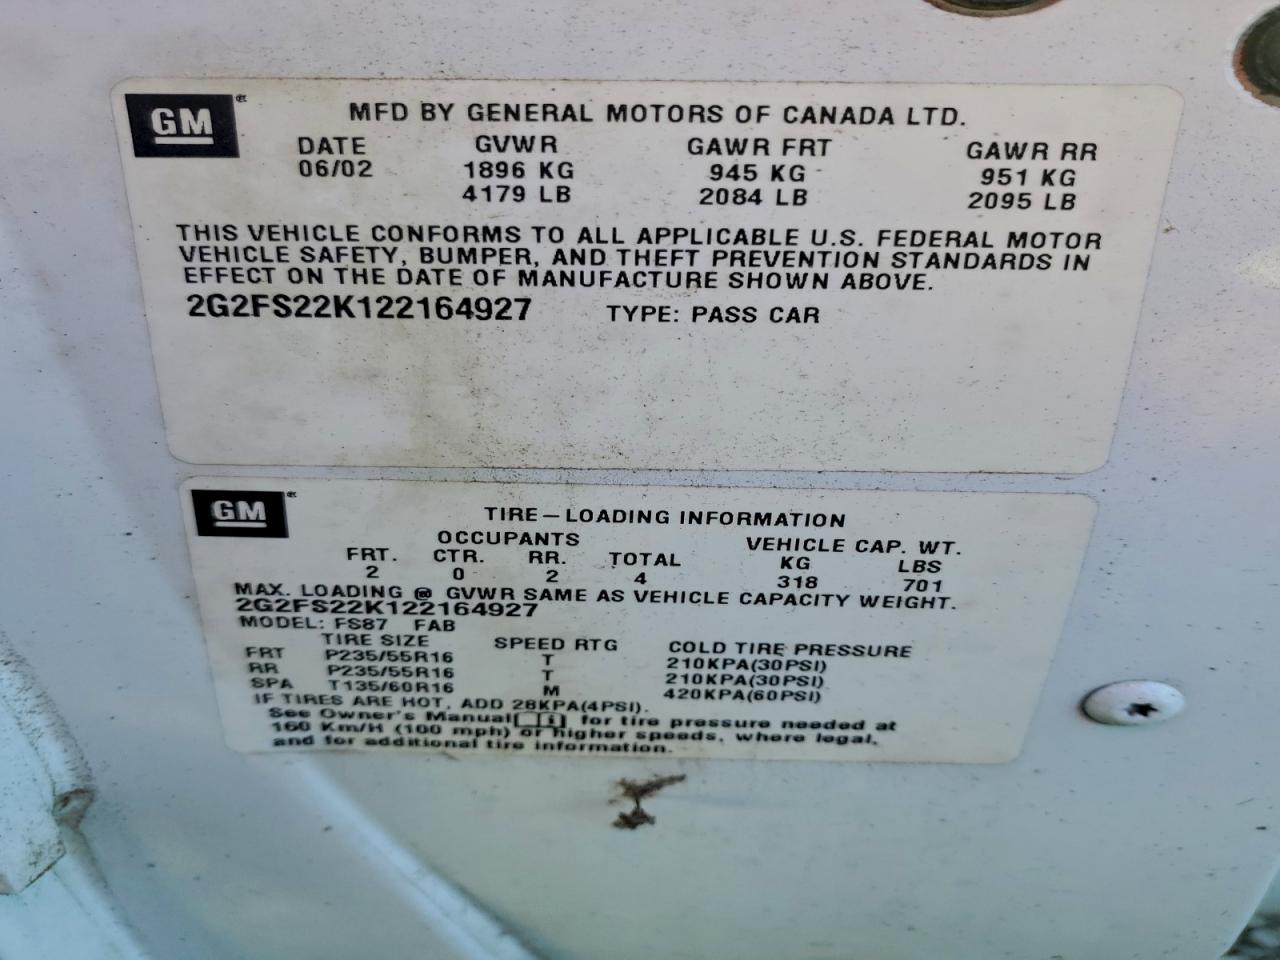 GM®
MFD BY GENERAL MOTORS OF CANADA LTD.
DATE GVWR GAWR FRT GAWR RR
06/02 1896 KG 945 KG 951 KG
4179 LB 2084 LB 2095 LB
THIS VEHICLE CONFORMS TO ALL APPLICABLE U.S. FEDERAL MOTOR
VEHICLE SAFETY, BUMPER, AND THEFT PREVENTION STANDARDS IN
EFFECT ON THE DATE OF MANUFACTURE SHOWN ABOVE.
2G2FS22K122164927 TYPE: PASS CAR
GM®
TIRE—LOADING INFORMATION
OCCUPANTS VEHICLE CAP. WT.
FRT. CTR. RR. TOTAL KG LBS
2 0 2 4 318 701
MAX. LOADING @ GVWR SAME AS VEHICLE CAPACITY WEIGHT.
2G2FS22K122164927
MODEL: FS87 FAB
TIRE SIZE SPEED RTG COLD TIRE PRESSURE
FRT P235/55R16 T 210KPA(30PSI)
RR P235/55R16 T 210KPA(30PSI)
SPA T135/60R16 M 420KPA(60PSI)
IF TIRES ARE HOT, ADD 28KPA(4PSI).
See Owner's Manual for tire pressure needed at
160 Km/H (100 mph) or higher speeds, where legal,
and for additional tire information.